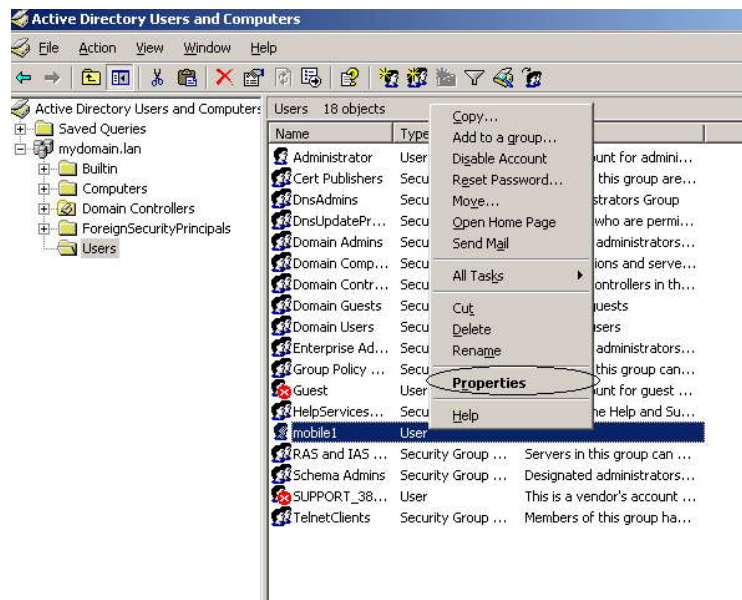 Active Directory Users and Computers
File Action View Window Help
Active Directory Users and Computers
Saved Queries
mydomain.lan
Builtin
Computers
Domain Controllers
ForeignSecurityPrincipals
Users
Users 18 objects
Name Type
Administrator User unt for admini...
Cert Publishers Secu this group are...
DnsAdmins Secu strators Group
DnsUpdatePr... Secu who are permi...
Domain Admins Secu administrators...
Domain Comp... Secu ions and serve...
Domain Contr... Secu ontrollers in th...
Domain Guests Secu uests
Domain Users Secu sers
Enterprise Ad... Secu administrators...
Group Policy ... Secu this group can...
Guest User unt for guest ...
HelpServices... Secu e Help and Su...
mobile1 User
RAS and IAS ... Security Group ... Servers in this group can ...
Schema Admins Security Group ... Designated administrators...
SUPPORT_38... User This is a vendor's account ...
TelnetClients Security Group ... Members of this group ha...
Copy...
Add to a group...
Disable Account
Reset Password...
Move...
Open Home Page
Send Mail
All Tasks
Cut
Delete
Rename
Properties
Help